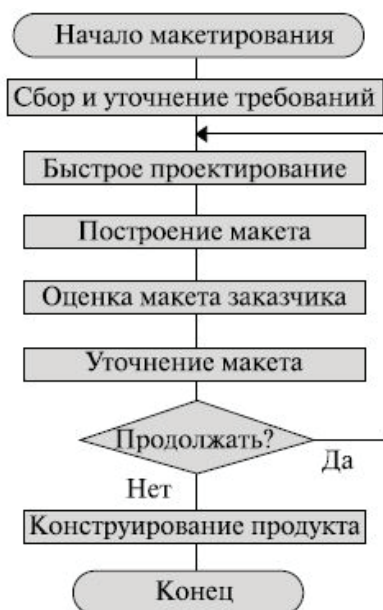 Начало макетирования
Сбор и уточнение требований
Быстрое проектирование
Построение макета
Оценка макета заказчика
Уточнение макета
Продолжать?
Да
Нет
Конструирование продукта
Конец